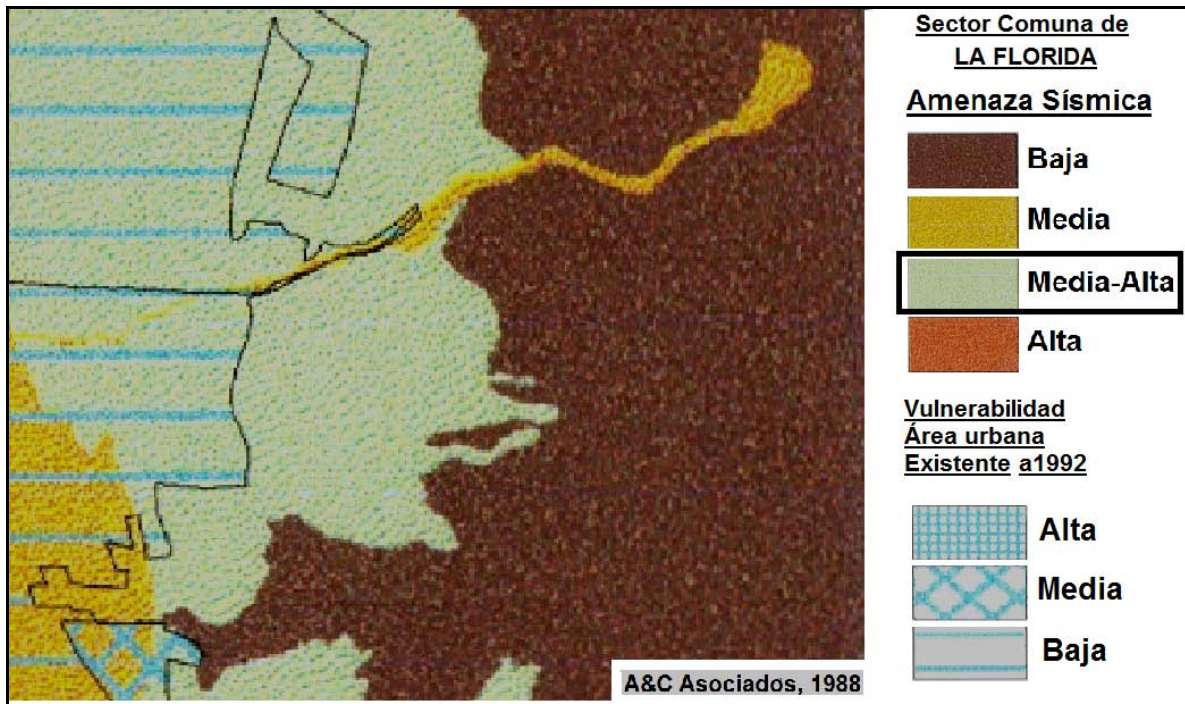 Sector Comuna de
LA FLORIDA
Amenaza Sísmica
Baja
Media
Media-Alta
Alta
Vulnerabilidad
Área urbana
Existente a1992
Alta
Media
Baja
A&C Asociados, 1988